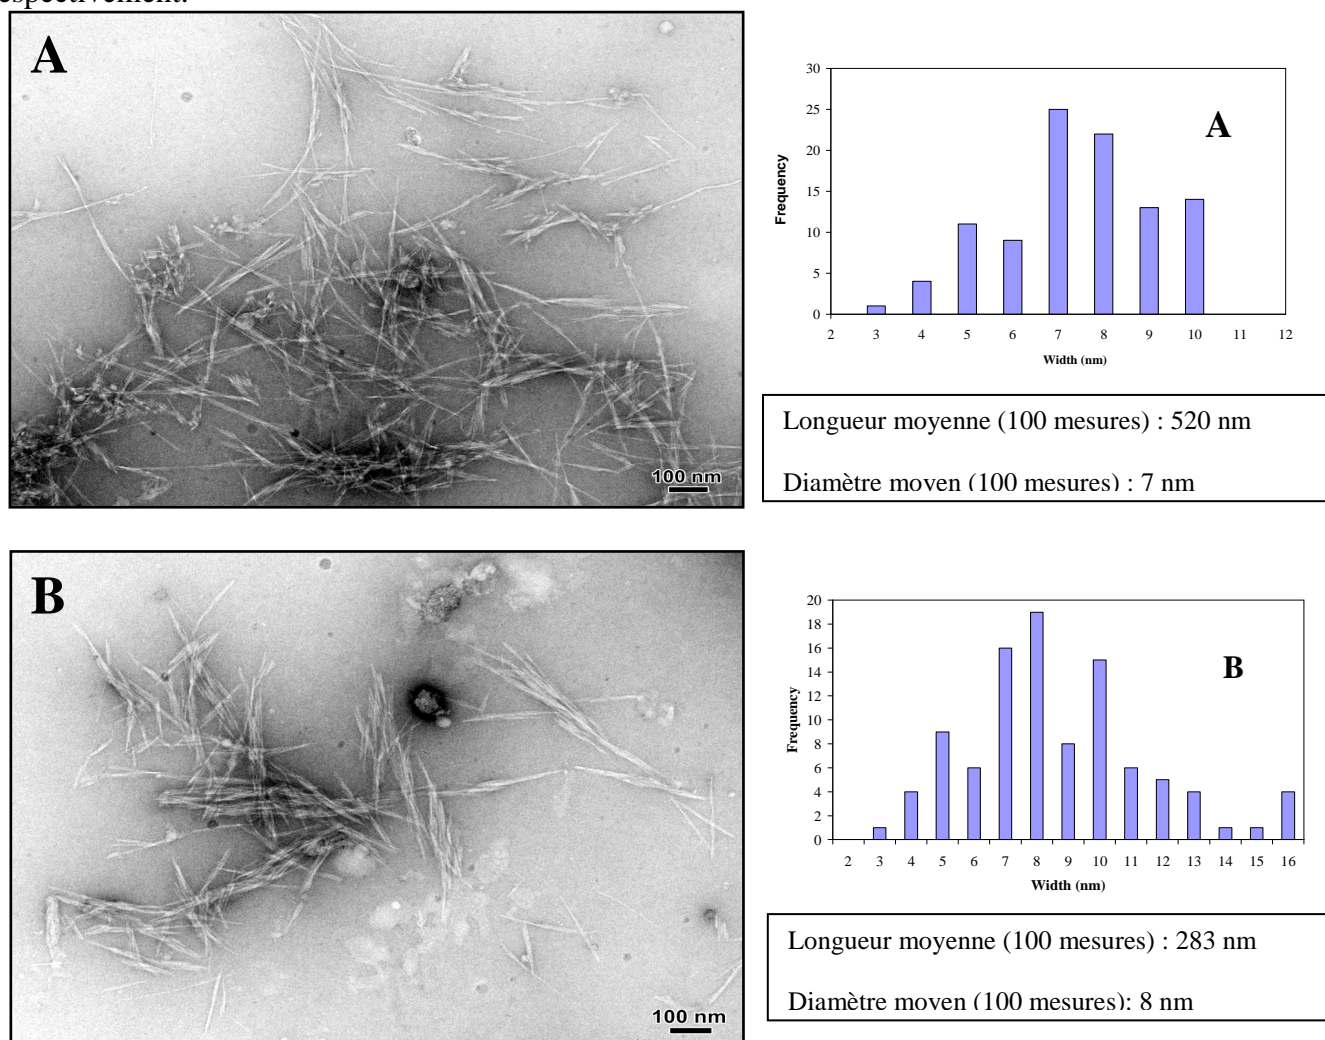 espectivement.
A
100 nm
30
25
20
15
10
5
0
Frequency
A
2 3 4 5 6 7 8 9 10 11 12
Width (nm)
Longueur moyenne (100 mesures) : 520 nm
Diamètre moyen (100 mesures) : 7 nm
B
100 nm
20
18
16
14
12
10
8
6
4
2
0
Frequency
B
2 3 4 5 6 7 8 9 10 11 12 13 14 15 16
Width (nm)
Longueur moyenne (100 mesures) : 283 nm
Diamètre moyen (100 mesures): 8 nm